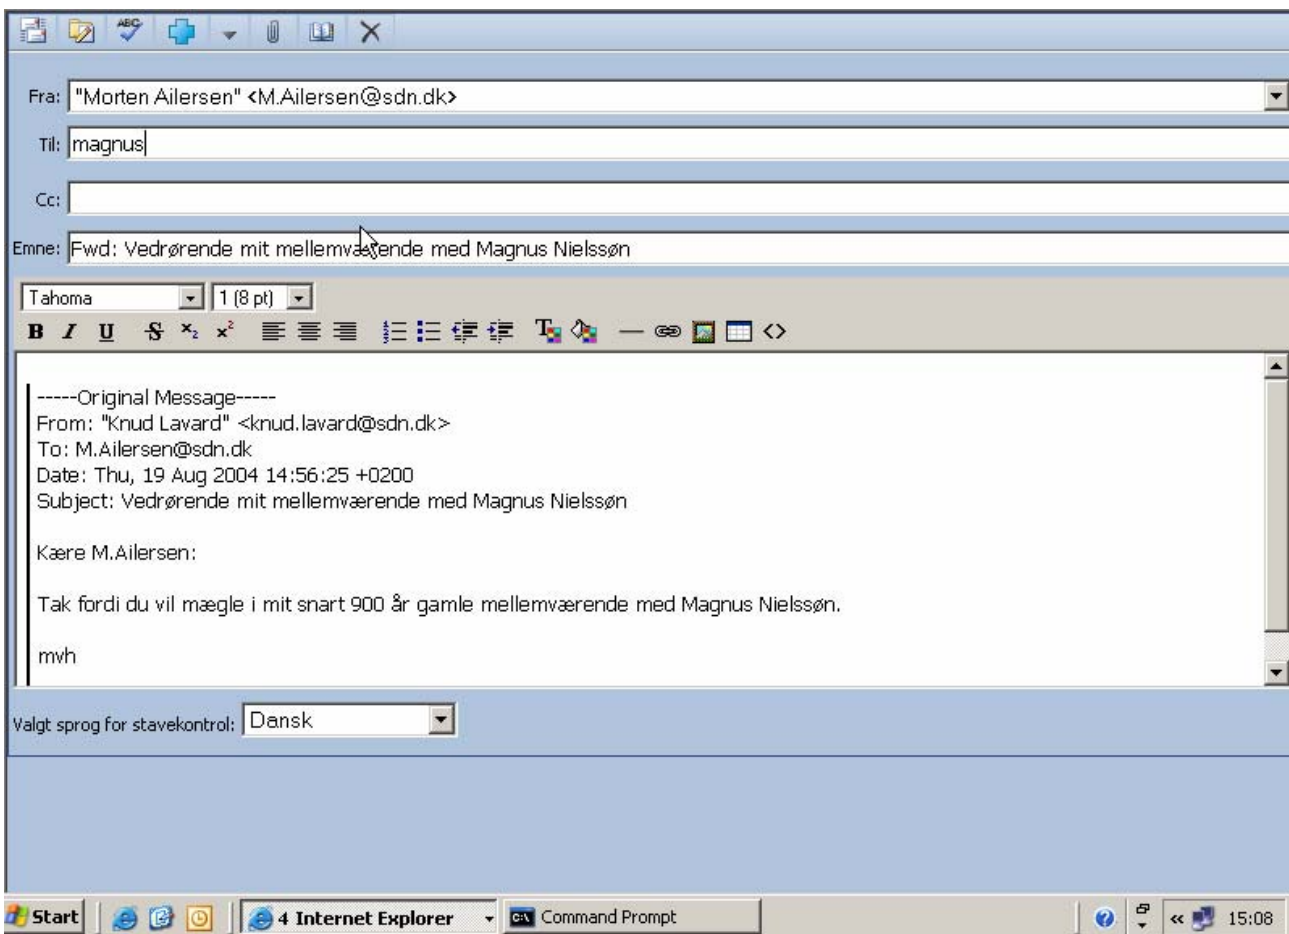 ABC
Fra: "Morten Ailersen" <M.Ailersen@sdn.dk>
Til: magnus
Cc:
Emne: Fwd: Vedrørende mit mellemværende med Magnus Nielssøn
Tahoma 1 (8 pt)
B I U S x₂ x²
-----Original Message-----
From: "Knud Lavard" <knud.lavard@sdn.dk>
To: M.Ailersen@sdn.dk
Date: Thu, 19 Aug 2004 14:56:25 +0200
Subject: Vedrørende mit mellemværende med Magnus Nielssøn
Kære M.Ailersen:
Tak fordi du vil mægle i mit snart 900 år gamle mellemværende med Magnus Nielssøn.
mvh
Valgt sprog for stavekontrol: Dansk
Start 4 Internet Explorer Command Prompt 15:08